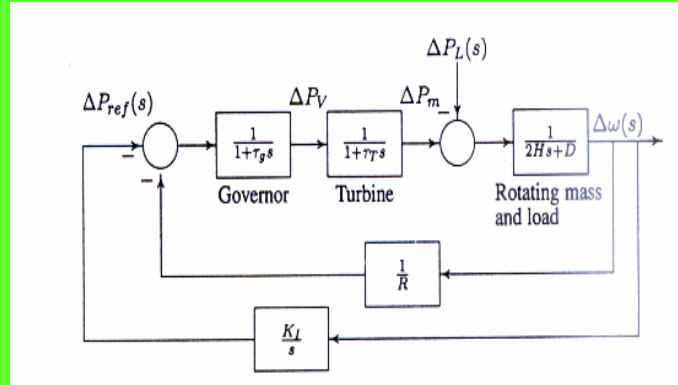 ΔP_L(s)
ΔP_ref(s)
ΔP_V
ΔP_m
−
−
−
1
1+τ_g s
1
1+τ_T s
1
2Hs+D
Δω(s)
Governor
Turbine
Rotating mass
and load
1
R
K_I
s